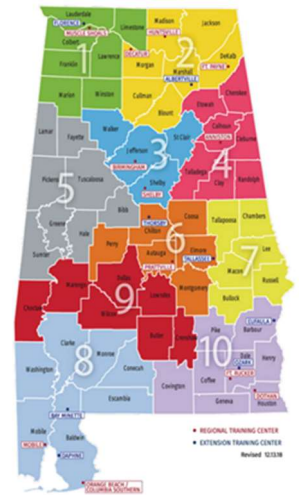 Lauderdale
FLORENCE
MUSCLE SHOALS
Colbert
1
Franklin
Lawrence
Marion
Winston
Limestone
Madison
HUNTSVILLE
Jackson
DECATUR
2
Morgan
Marshall
ALBERTVILLE
DeKalb
FT. PAYNE
Cullman
Blount
Cherokee
Etowah
Calhoun
ANNISTON
Cleburne
4
Talladega
Clay
Randolph
Walker
St Clair
Jefferson
3
BIRMINGHAM
Shelby
SHELBY
Lamar
Fayette
Pickens
Tuscaloosa
5
Bibb
Greene
Hale
Sumter
THORSBY
Chilton
Coosa
6
Perry
Autauga
Elmore
TALLASSEE
PRATTVILLE
Montgomery
Tallapoosa
Chambers
Lee
7
Macon
Russell
Bullock
Choctaw
Marengo
Dallas
9
Wilcox
Lowndes
Butler
Crenshaw
Clarke
8
Monroe
Washington
Conecuh
Escambia
BAY MINETTE
Mobile
Baldwin
MOBILE
DAPHNE
ORANGE BEACH /
COLUMBIA SOUTHERN
Pike
Barbour
EUFAULA
10
Dale
OZARK
Henry
Coffee
FT. RUCKER
Covington
Geneva
DOTHAN
Houston
REGIONAL TRAINING CENTER
EXTENSION TRAINING CENTER
Revised 12.13.18